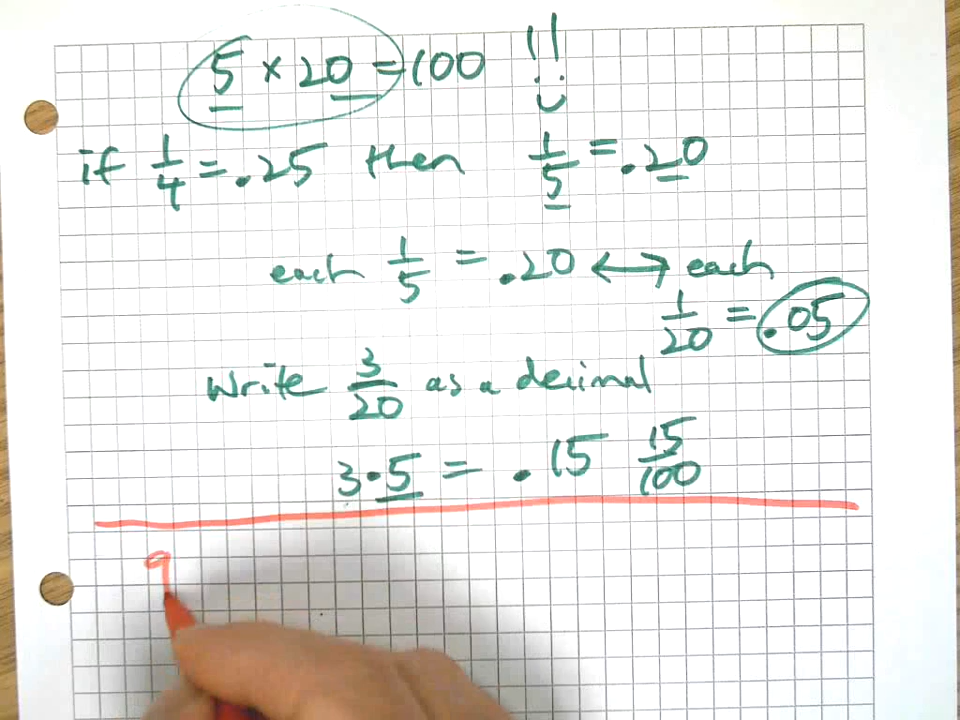 5 × 20 = 100 !!
if 1/4 = .25 then 1/5 = .20
each 1/5 = .20 ↔ each
1/20 = .05
Write 3/20 as a decimal
3·5 = .15 15/100
9